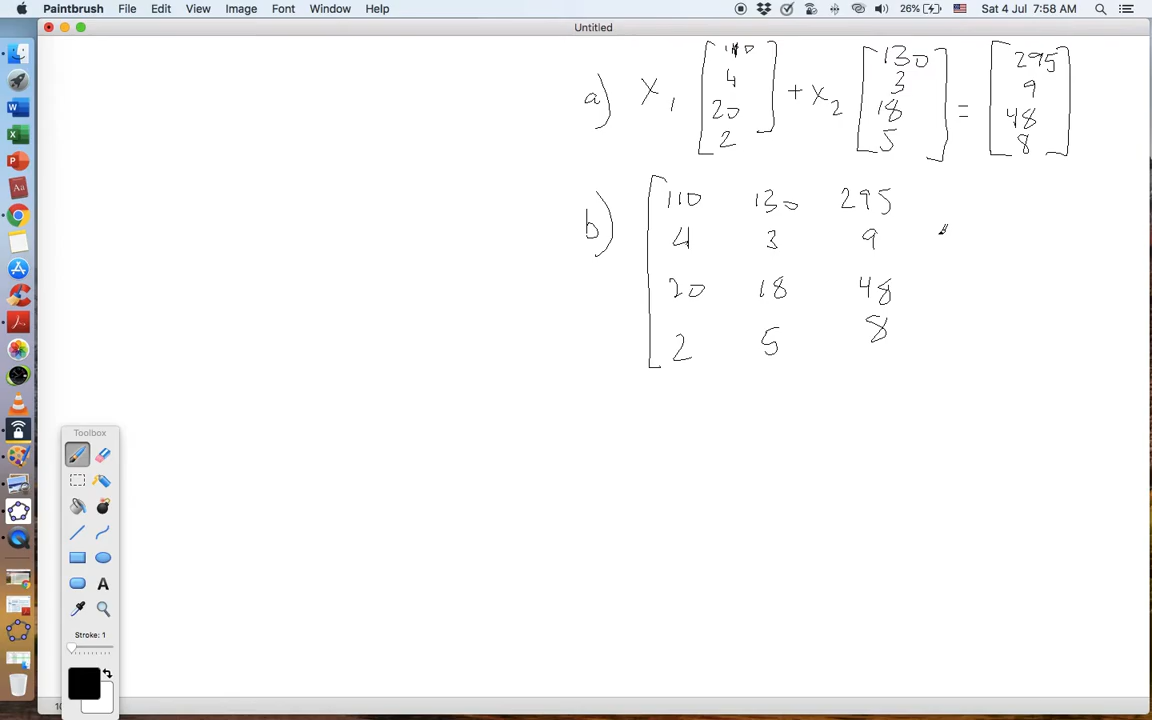 Paintbrush File Edit View Image Font Window Help 26% Sat 4 Jul 7:58 AM
Untitled
a) x₁ [110 4 20 2] + x₂ [130 3 18 5] = [295 9 48 8]
b) [110 130 295
4 3 9
20 18 48
2 5 8
Toolbox
A
Stroke: 1